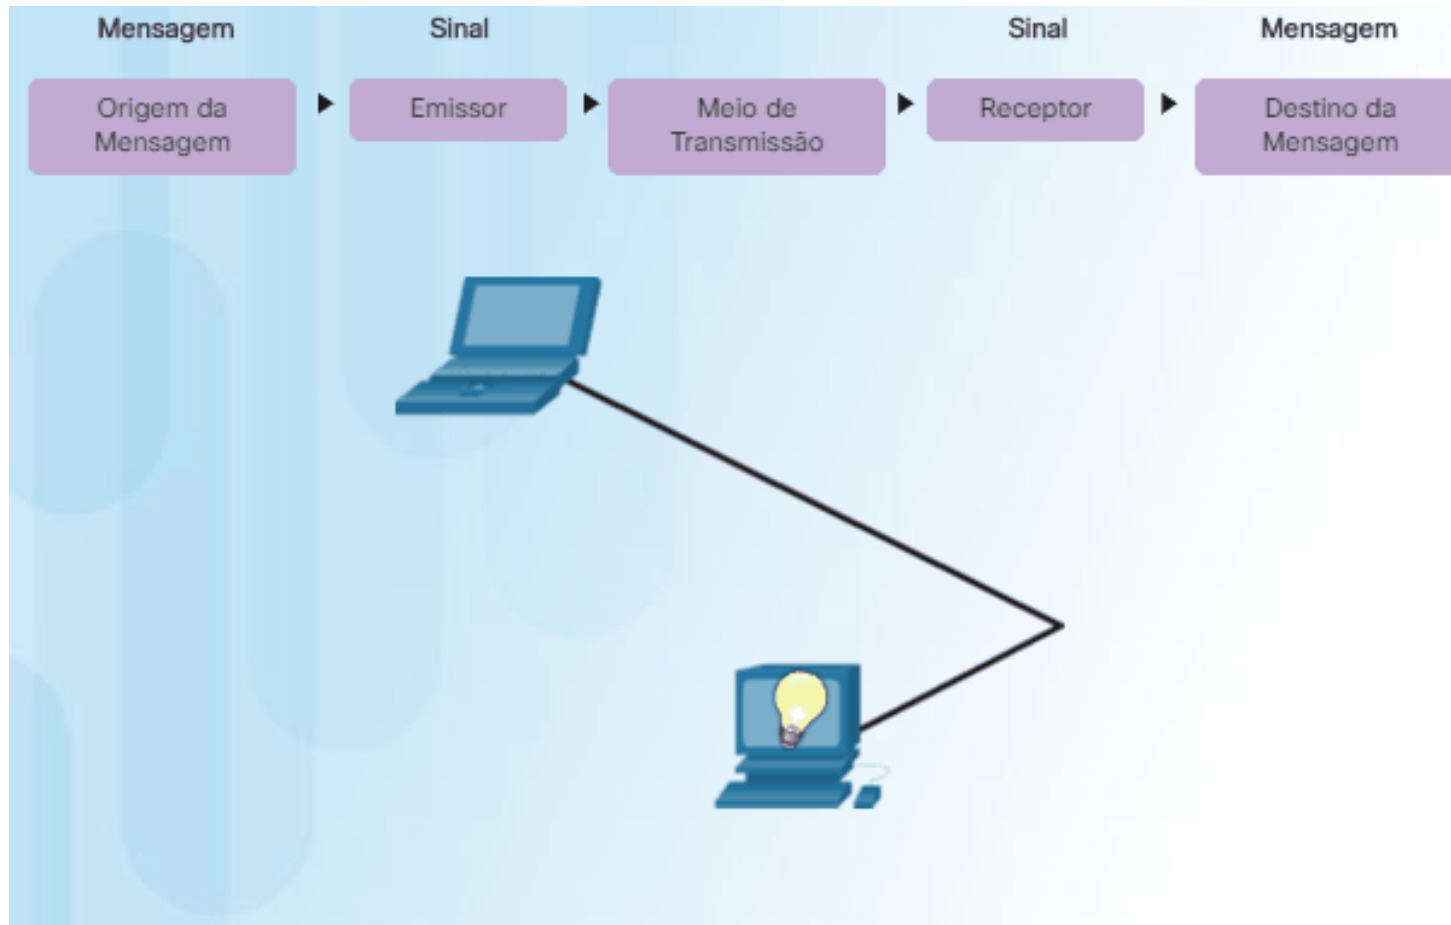 Mensagem
Sinal
Sinal
Mensagem
Origem da
Mensagem
Emissor
Meio de
Transmissão
Receptor
Destino da
Mensagem